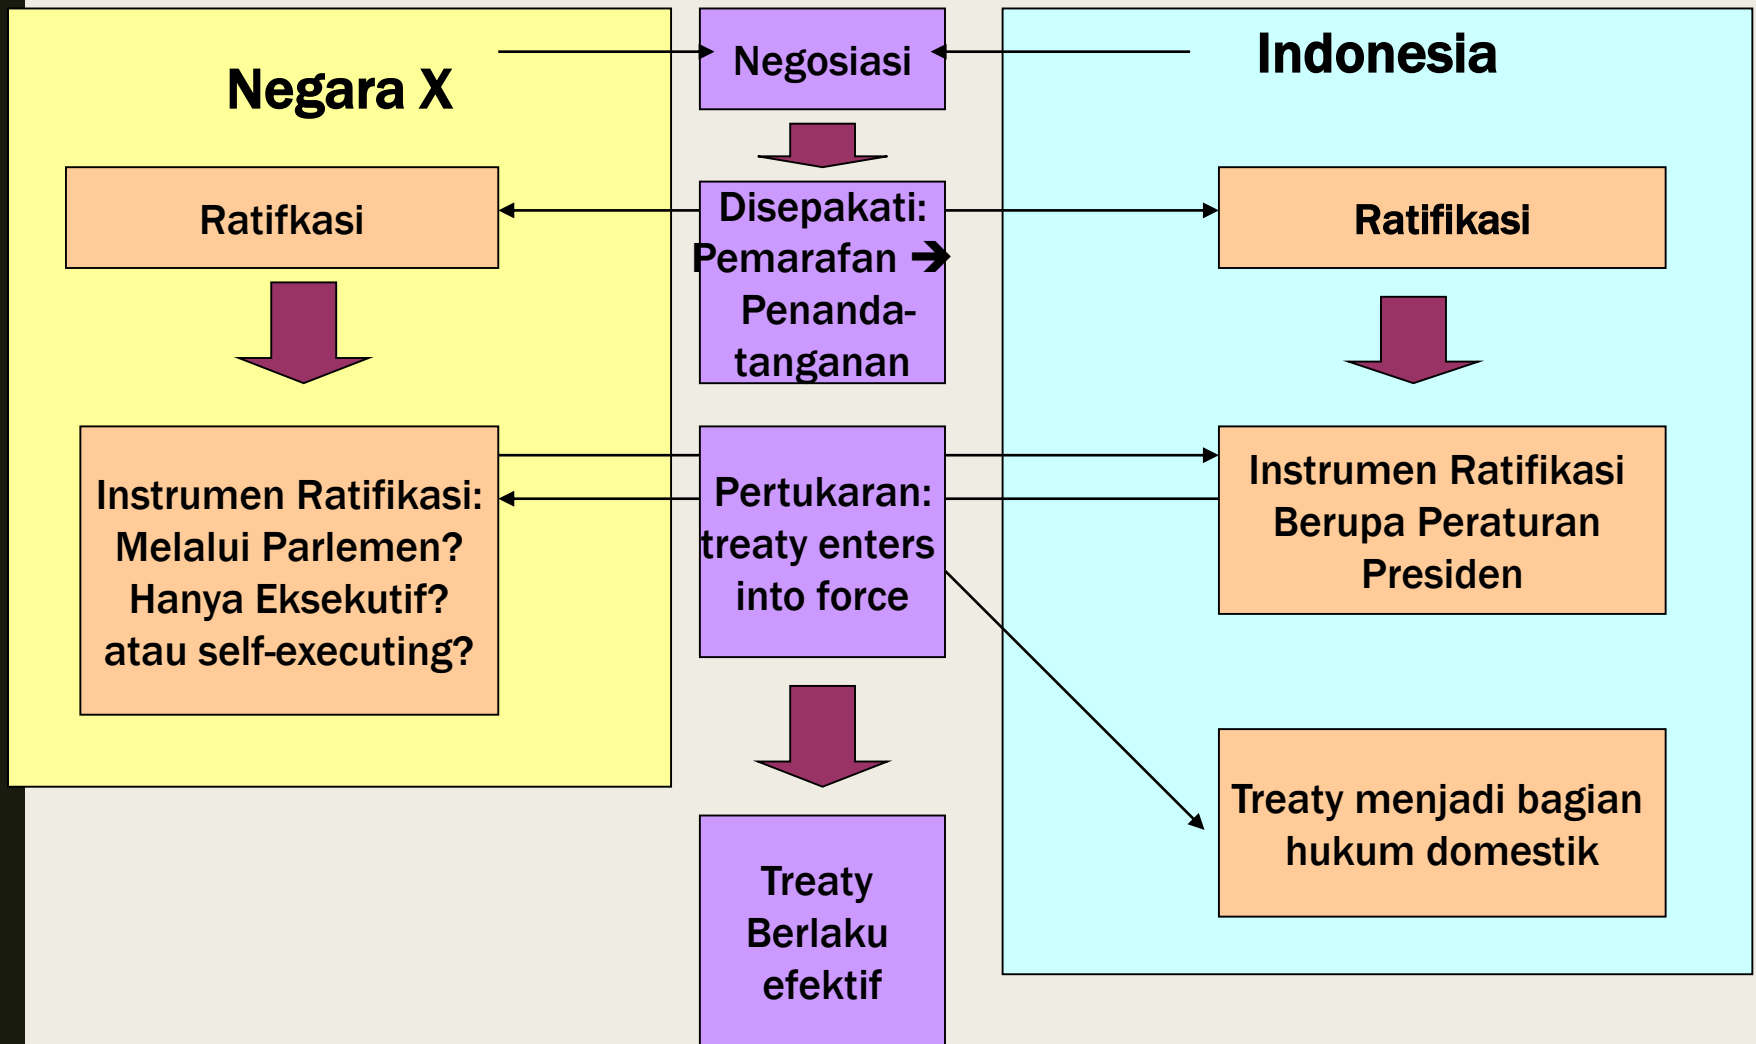 Negara X
Negosiasi
Indonesia
Ratifkasi
Disepakati:
Pemarafan ➔
Penanda-
tanganan
Ratifikasi
Instrumen Ratifikasi:
Melalui Parlemen?
Hanya Eksekutif?
atau self-executing?
Pertukaran:
treaty enters
into force
Instrumen Ratifikasi
Berupa Peraturan
Presiden
Treaty menjadi bagian
hukum domestik
Treaty
Berlaku
efektif